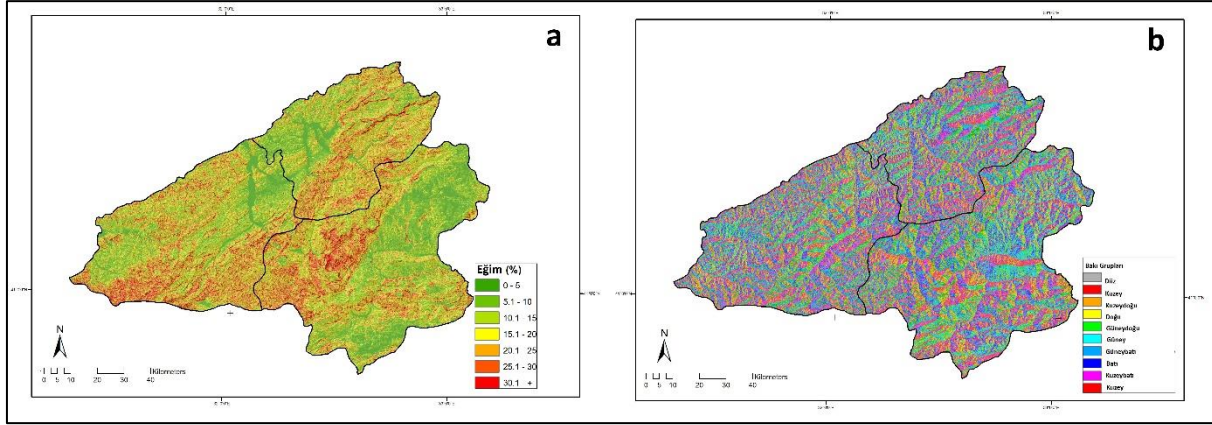 a
Eğim (%)
0 - 5
5.1 - 10
10.1 - 15
15.1 - 20
20.1 - 25
25.1 - 30
30.1 +
N
0 5 10 20 30 40
Kilometers
b
Bakı Grupları
Düz
Kuzey
Kuzeydoğu
Doğu
Güneydoğu
Güney
Güneybatı
Batı
Kuzeybatı
Kuzey
N
0 5 10 20 30 40
Kilometers